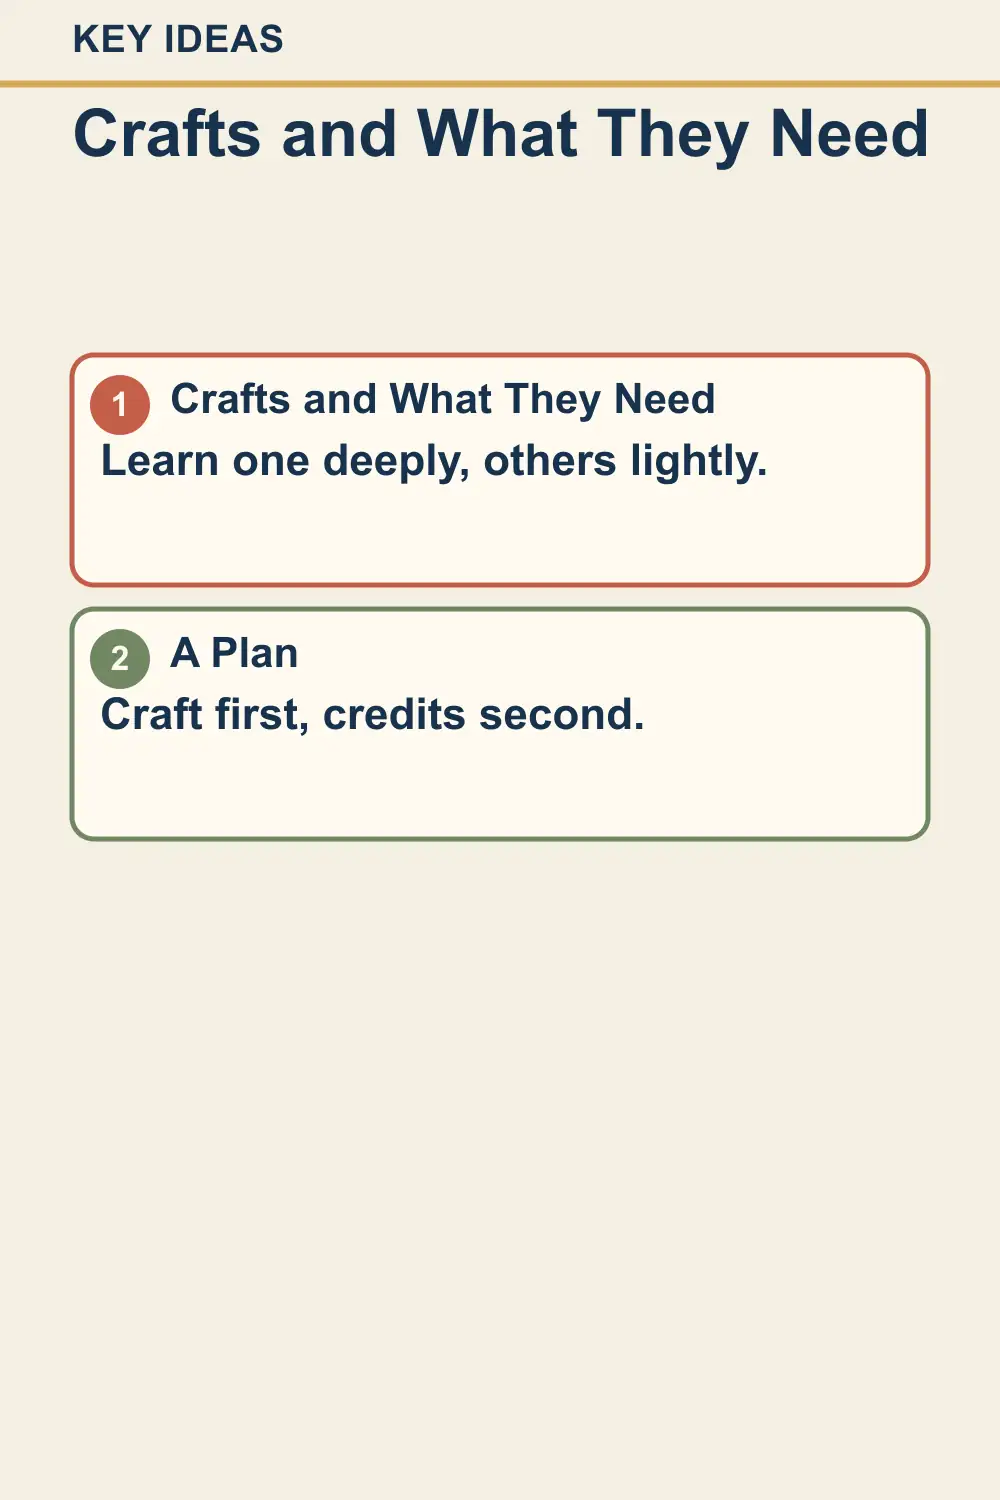 KEY IDEAS
Crafts and What They Need
1 Crafts and What They Need
Learn one deeply, others lightly.
2 A Plan
Craft first, credits second.